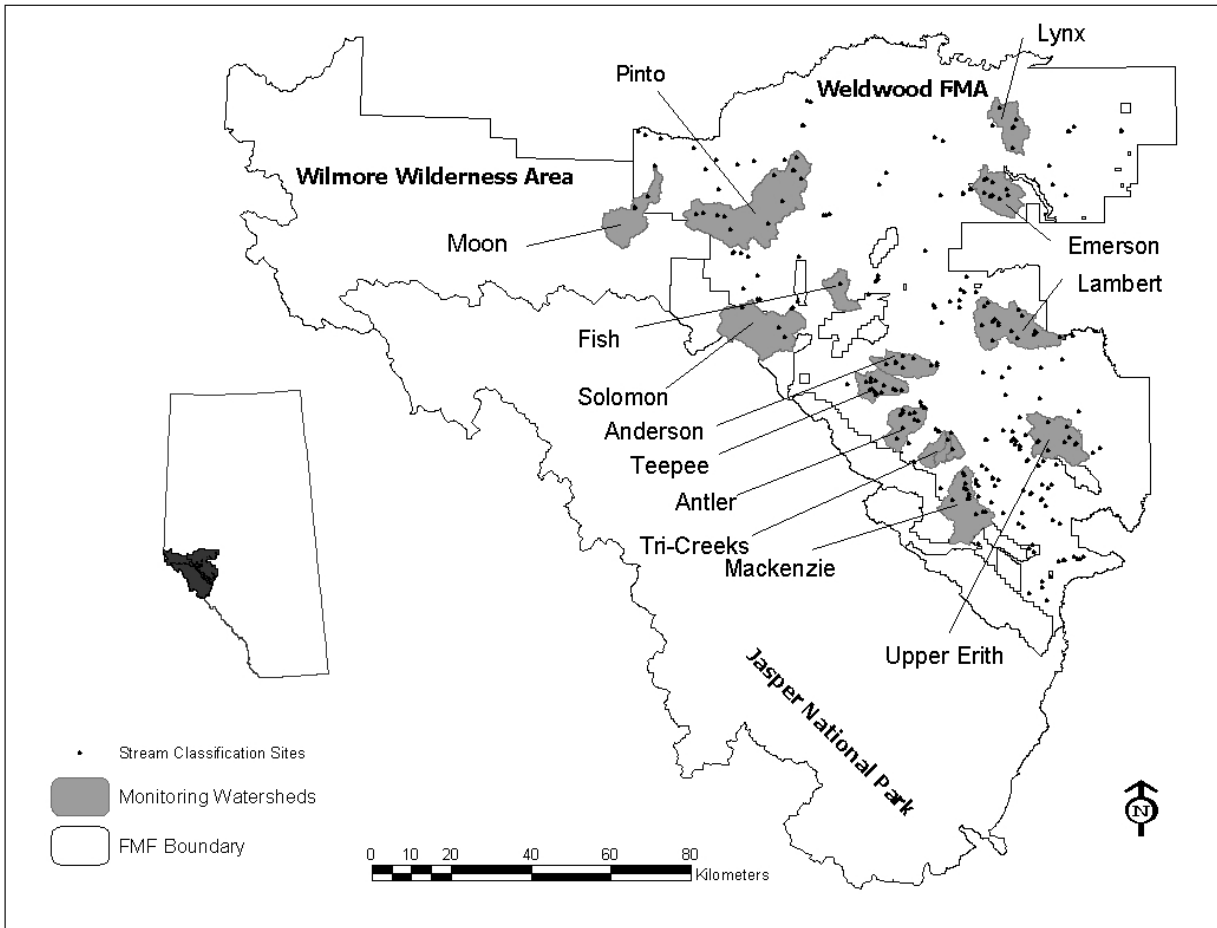 Lynx
Pinto
Weldwood FMA
Wilmore Wilderness Area
Moon
Emerson
Lambert
Fish
Solomon
Anderson
Teepee
Antler
Tri-Creeks
Mackenzie
Upper Erith
Jasper National Park
Stream Classification Sites
Monitoring Watersheds
FMF Boundary
0 10 20 40 60 80
Kilometers
N